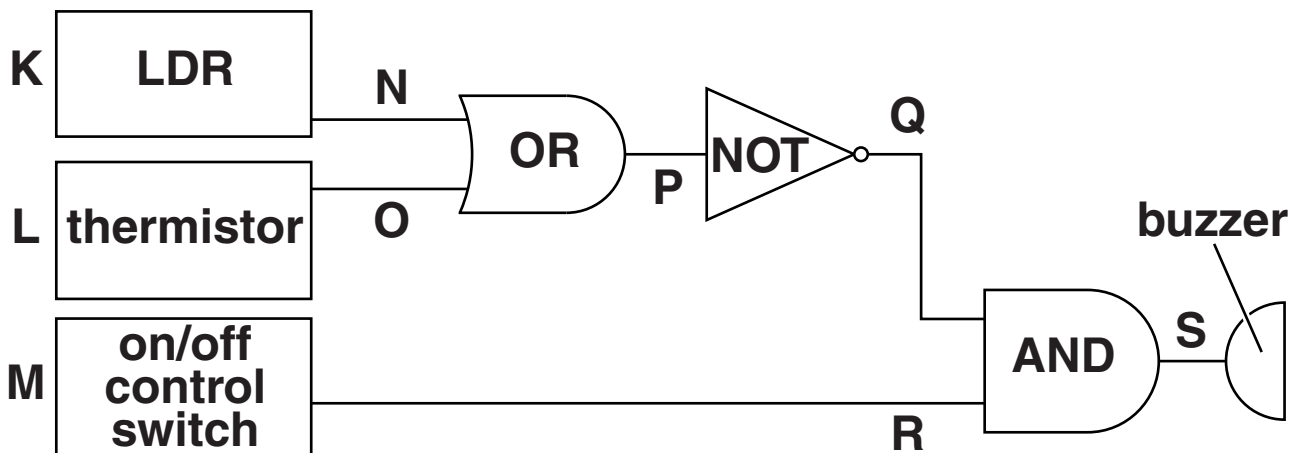 K
LDR
N
OR
P
NOT
Q
L
thermistor
O
buzzer
M
on/off
control
switch
R
AND
S